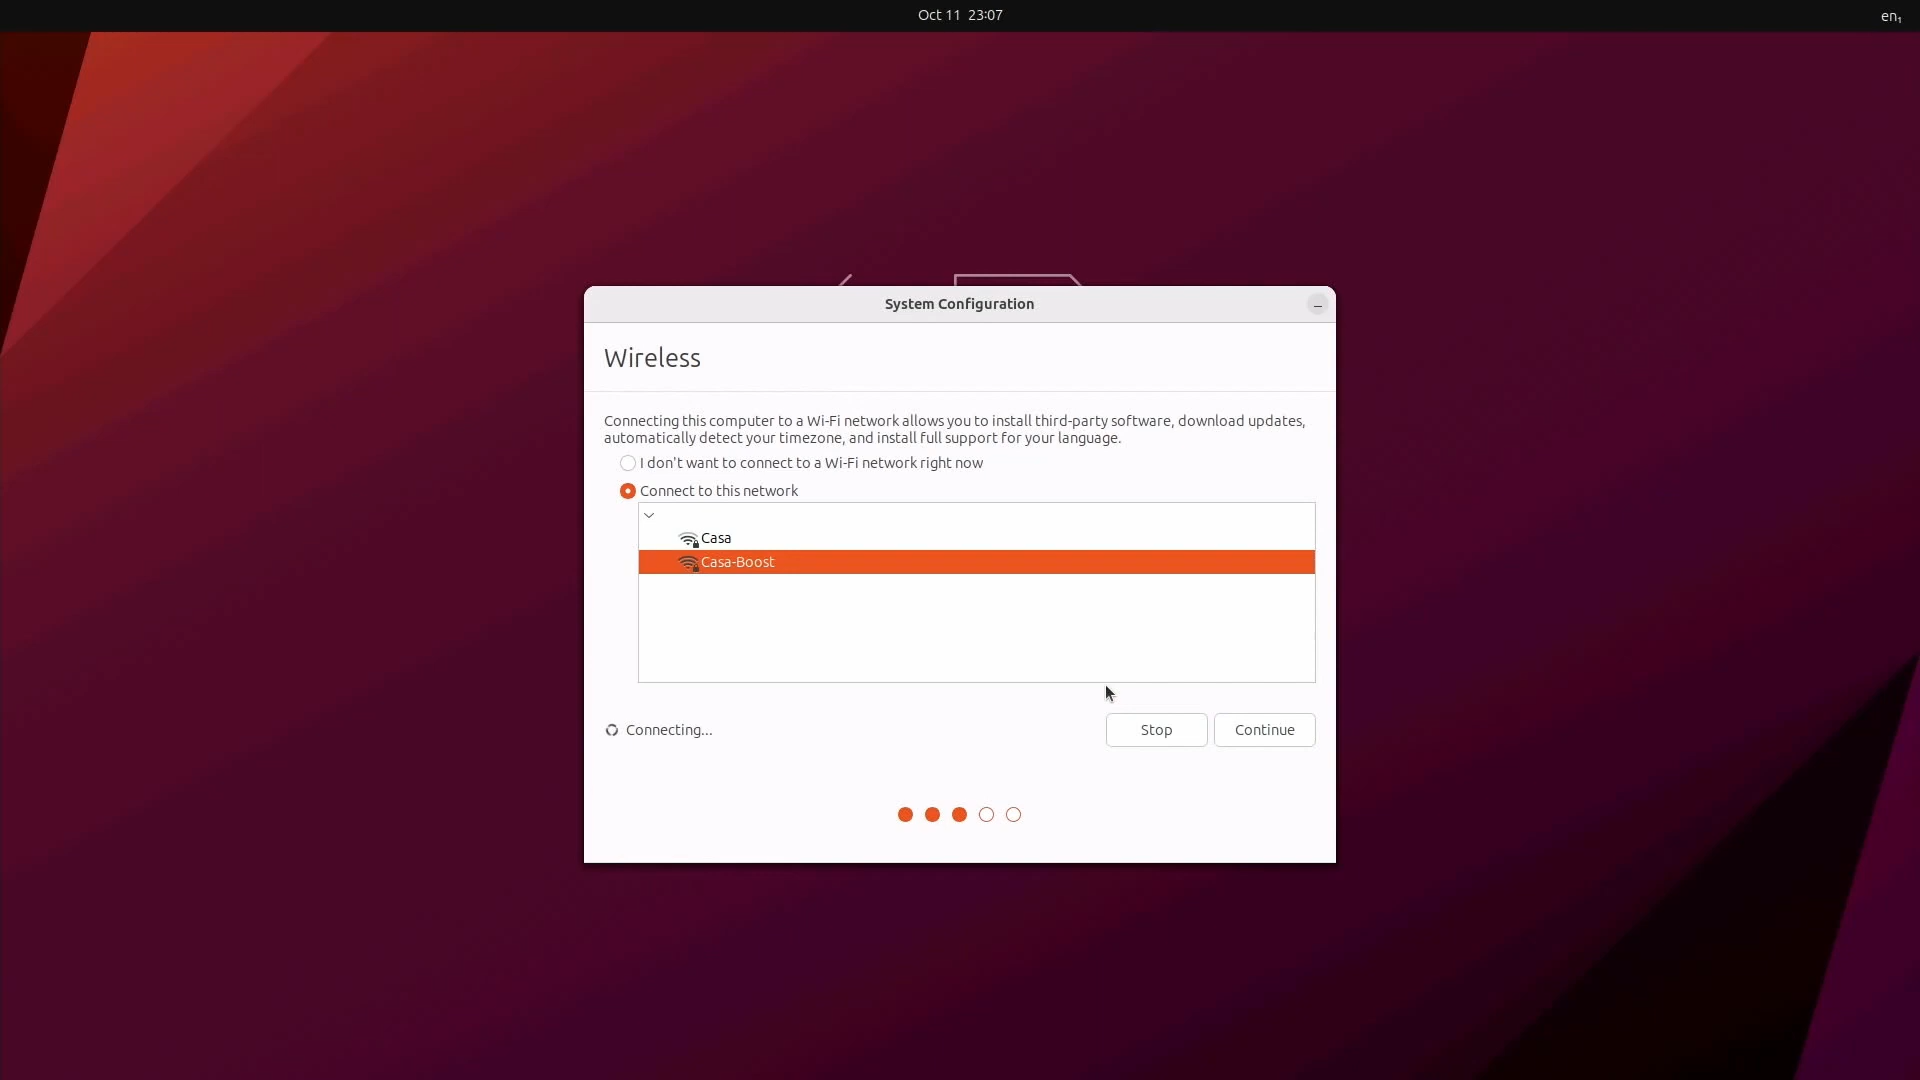 Oct 11 23:07
en₁
System Configuration
Wireless
Connecting this computer to a Wi-Fi network allows you to install third-party software, download updates,
automatically detect your timezone, and install full support for your language.
I don't want to connect to a Wi-Fi network right now
Connect to this network
Casa
Casa-Boost
Connecting...
Stop
Continue